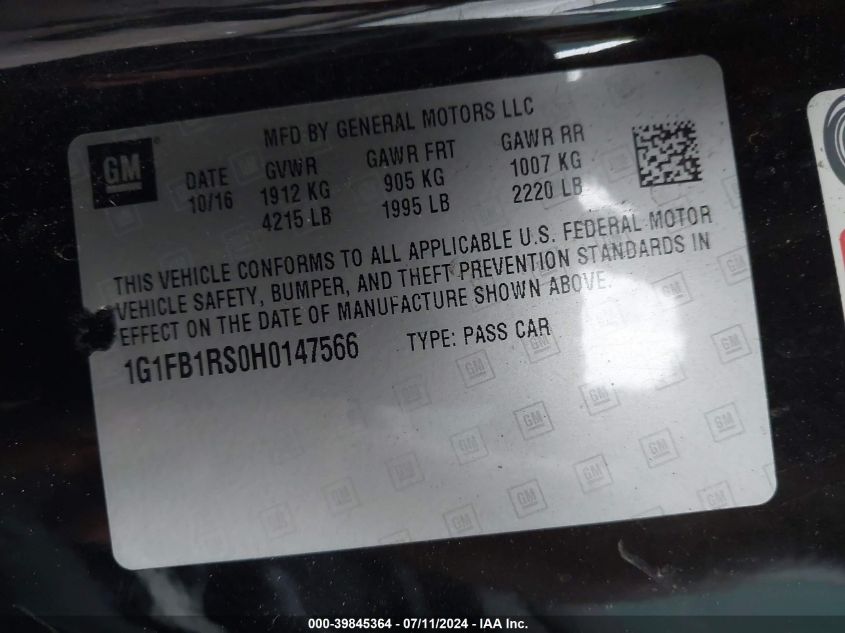 MFD BY GENERAL MOTORS LLC
GM
DATE GVWR GAWR FRT GAWR RR
10/16 1912 KG 905 KG 1007 KG
4215 LB 1995 LB 2220 LB
THIS VEHICLE CONFORMS TO ALL APPLICABLE U.S. FEDERAL MOTOR
VEHICLE SAFETY, BUMPER, AND THEFT PREVENTION STANDARDS IN
EFFECT ON THE DATE OF MANUFACTURE SHOWN ABOVE.
1G1FB1RS0H0147566 TYPE: PASS CAR
000-39845364 - 07/11/2024 - IAA Inc.